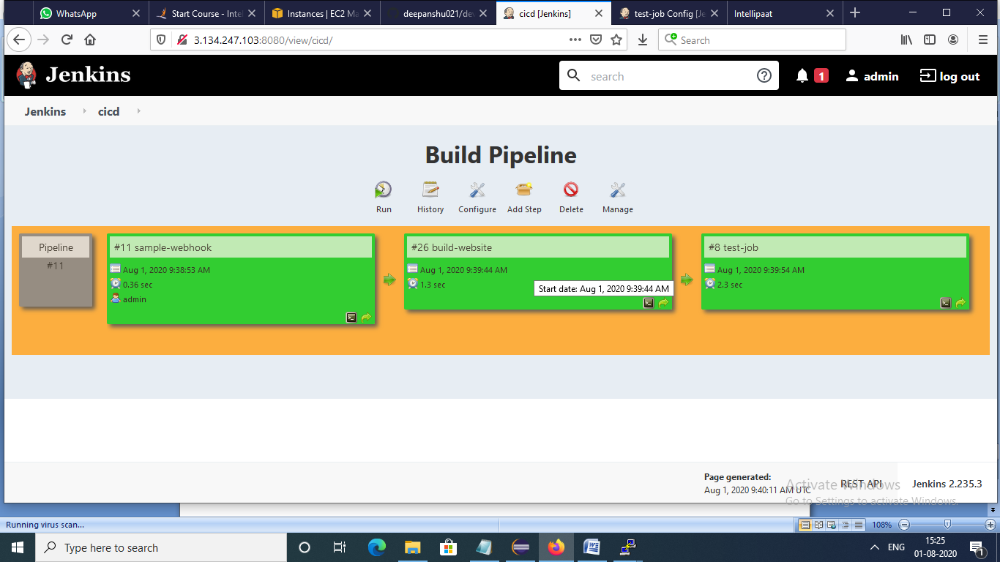 WhatsApp
Start Course - Inte
Instances | EC2 Ma
deepanshu021/de
cicd [Jenkins]
test-job Config [Je
Intellipaat
3.134.247.103:8080/view/cicd/
Search
Jenkins
search
1
admin
log out
Jenkins
cicd
Build Pipeline
Run
History
Configure
Add Step
Delete
Manage
Pipeline
#11
#11 sample-webhook
Aug 1, 2020 9:38:53 AM
0.36 sec
admin
#26 build-website
Aug 1, 2020 9:39:44 AM
1.3 sec
Start date: Aug 1, 2020 9:39:44 AM
#8 test-job
Aug 1, 2020 9:39:54 AM
2.3 sec
Page generated:
Aug 1, 2020 9:40:11 AM UTC
REST API
Jenkins 2.235.3
Activate Windows
Go to Settings to activate Windows.
Running virus scan...
108%
Type here to search
ENG
15:25
01-08-2020
1